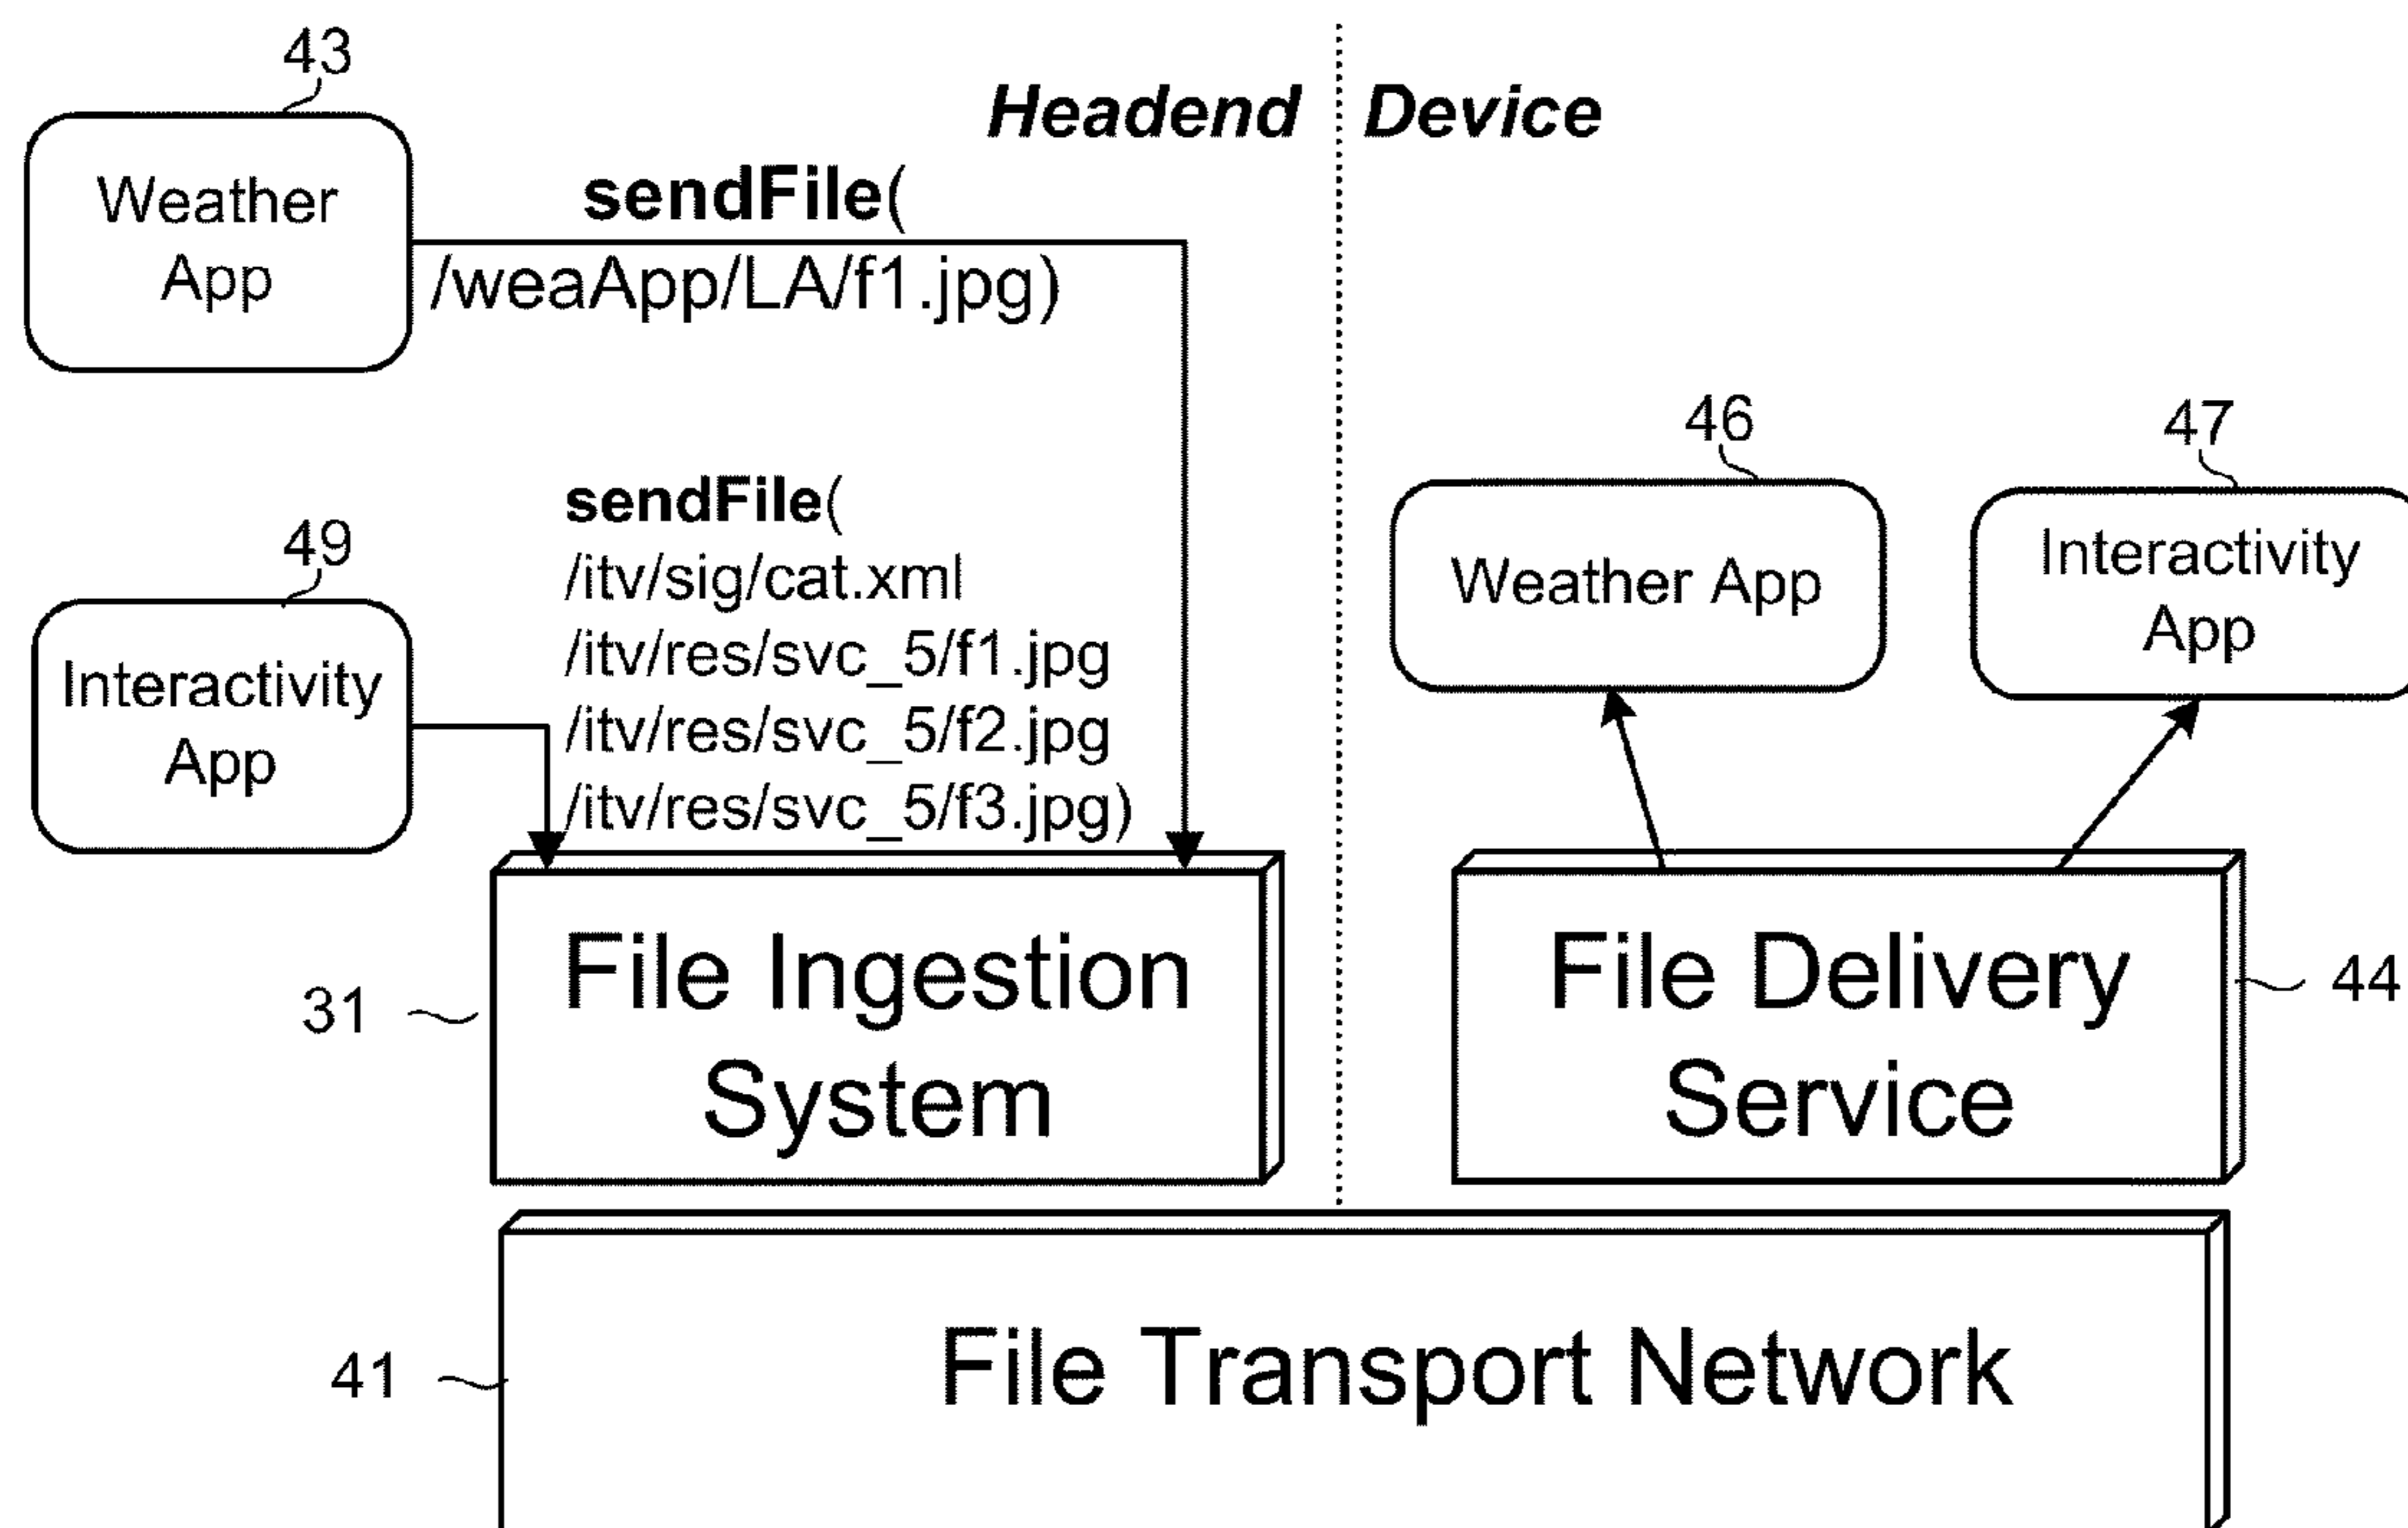 43
Headend
Device
Weather
App
sendFile(
/weaApp/LA/f1.jpg)
49
Interactivity
App
sendFile(
/itv/sig/cat.xml
/itv/res/svc_5/f1.jpg
/itv/res/svc_5/f2.jpg
/itv/res/svc_5/f3.jpg)
46
Weather App
47
Interactivity
App
31
File Ingestion
System
File Delivery
Service
44
41
File Transport Network